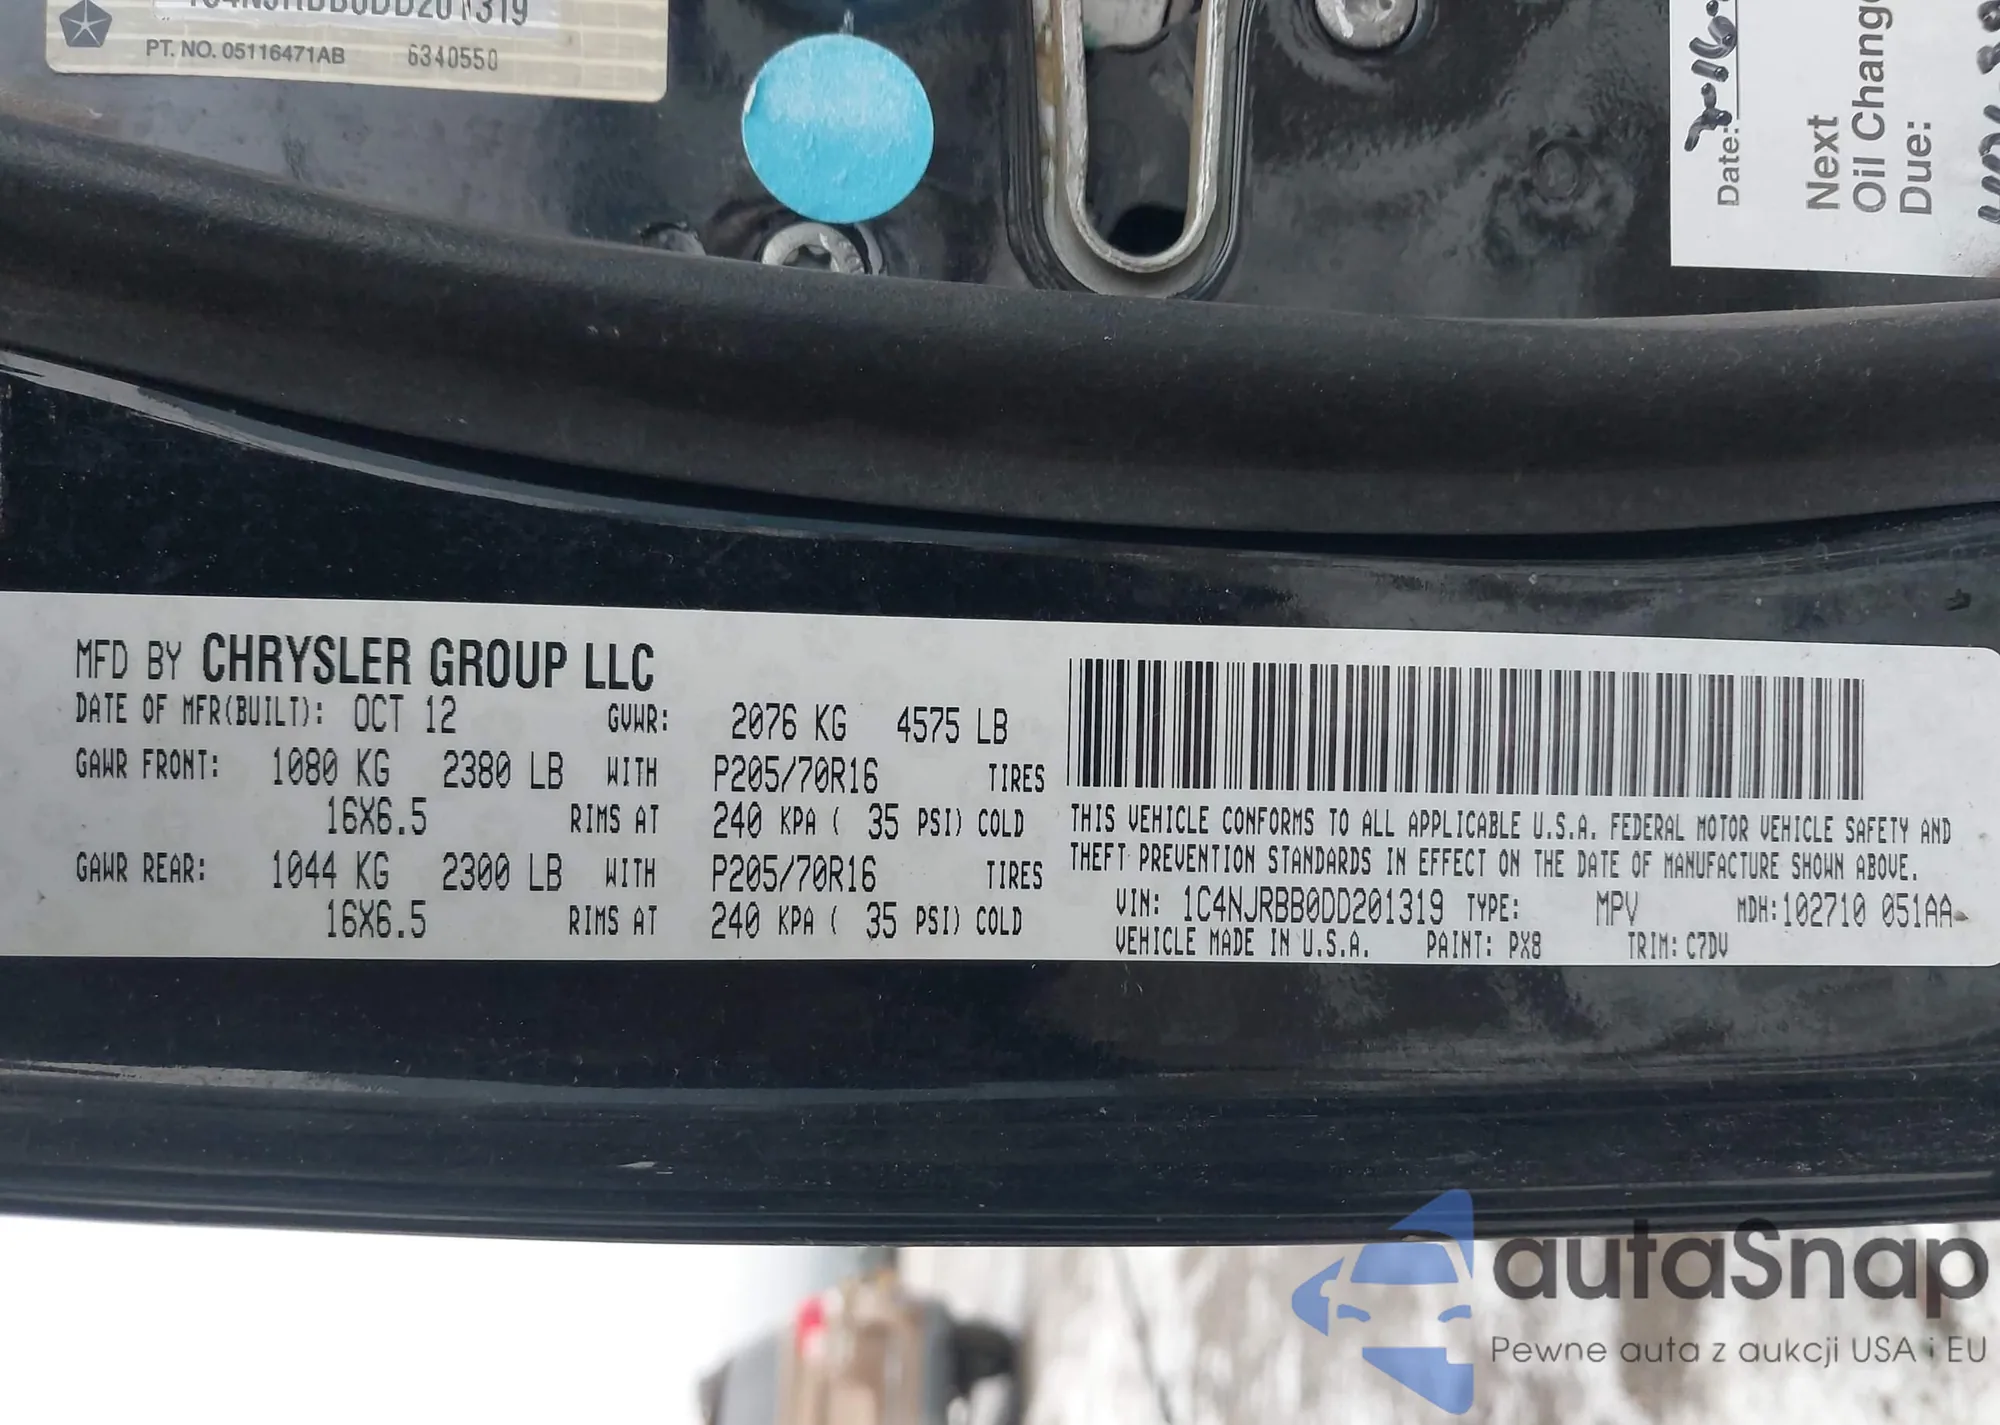 1C4NJRBB0DD201319
PT. NO. 05116471AB 6340550
Date:
Next
Oil Change
Due:
MFD BY CHRYSLER GROUP LLC
DATE OF MFR(BUILT): OCT 12 GVWR: 2076 KG 4575 LB
GAWR FRONT: 1080 KG 2380 LB WITH P205/70R16 TIRES
16X6.5 RIMS AT 240 KPA ( 35 PSI) COLD
GAWR REAR: 1044 KG 2300 LB WITH P205/70R16 TIRES
16X6.5 RIMS AT 240 KPA ( 35 PSI) COLD
THIS VEHICLE CONFORMS TO ALL APPLICABLE U.S.A. FEDERAL MOTOR VEHICLE SAFETY AND
THEFT PREVENTION STANDARDS IN EFFECT ON THE DATE OF MANUFACTURE SHOWN ABOVE.
VIN: 1C4NJRBB0DD201319 TYPE: MPV MDH:102710 051AA
VEHICLE MADE IN U.S.A. PAINT: PX8 TRIM: C7DV
autaSnap
Pewne auta z aukcji USA i EU